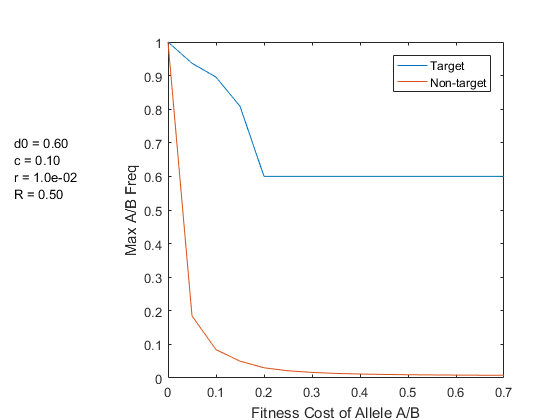 d0 = 0.60
c = 0.10
r = 1.0e-02
R = 0.50
Max A/B Freq
1
0.9
0.8
0.7
0.6
0.5
0.4
0.3
0.2
0.1
0
Target
Non-target
0 0.1 0.2 0.3 0.4 0.5 0.6 0.7
Fitness Cost of Allele A/B